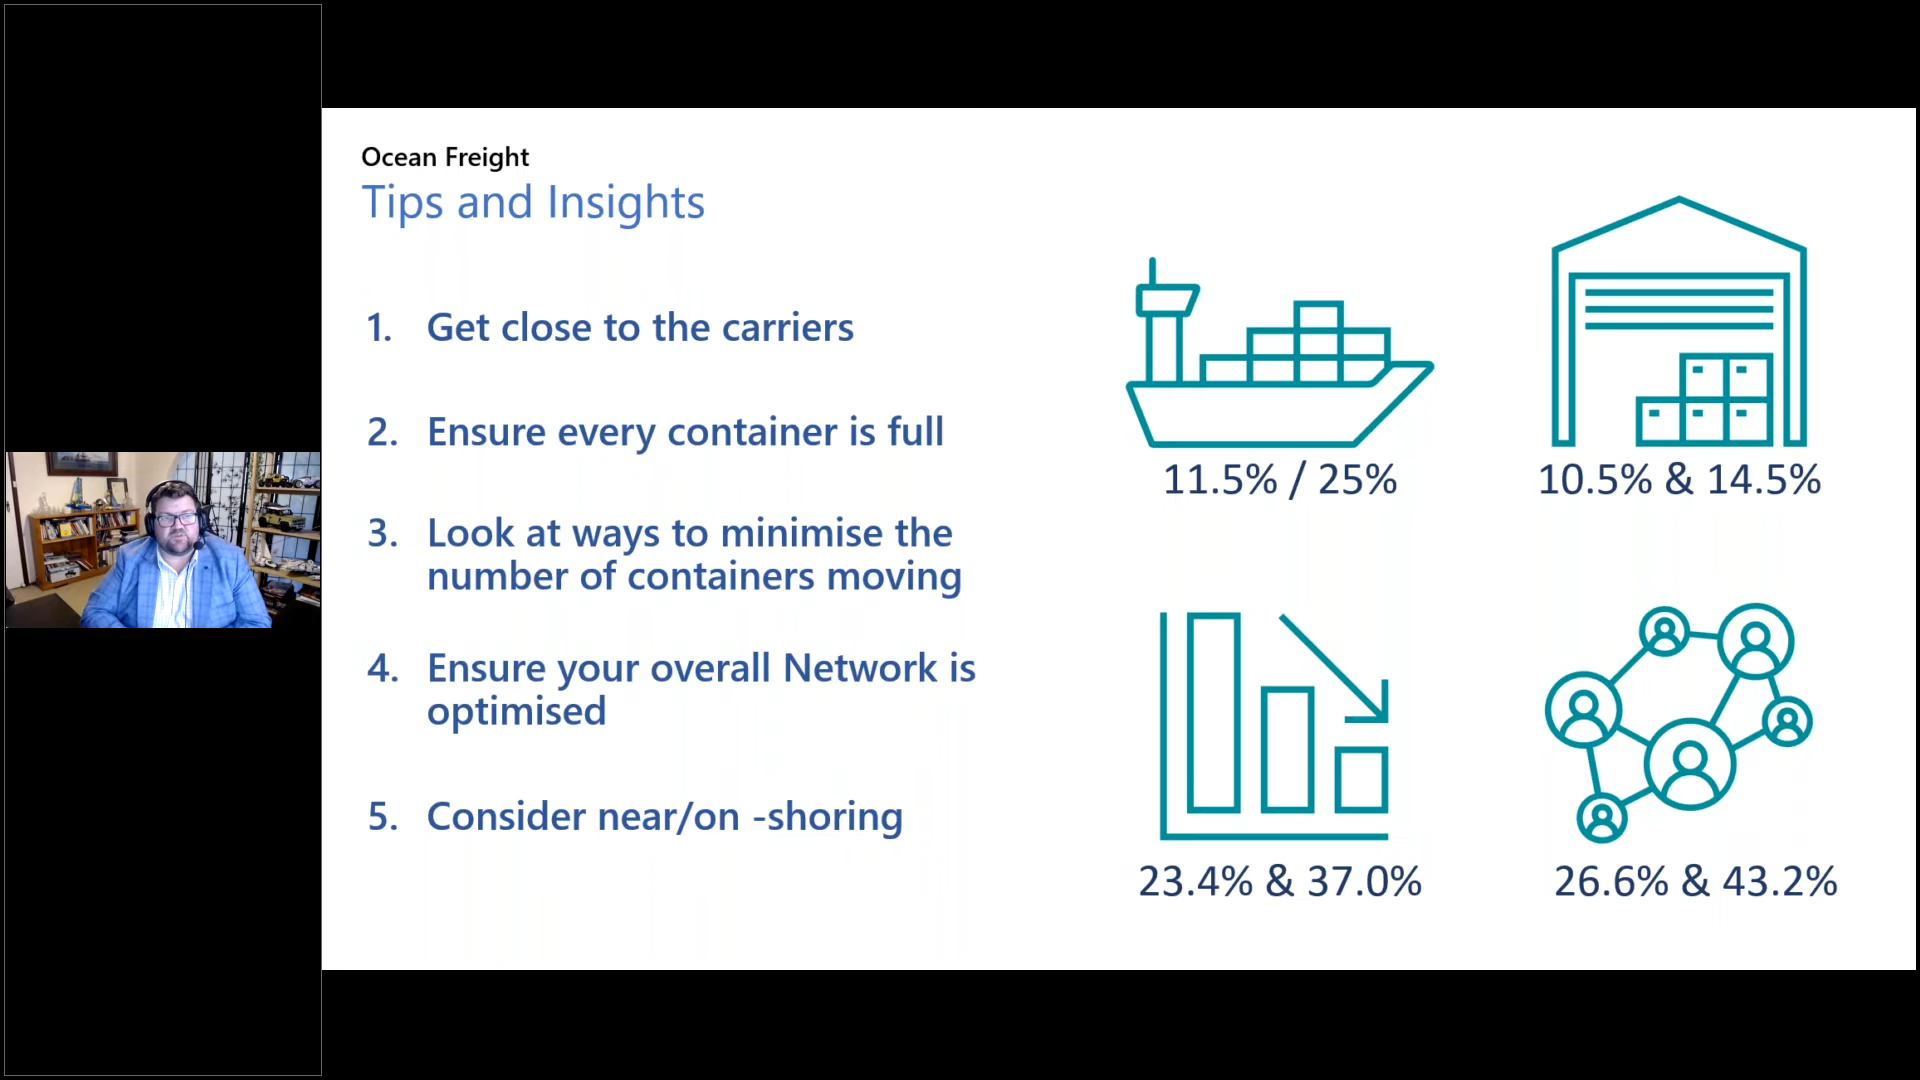 Ocean Freight
Tips and Insights
1. Get close to the carriers
2. Ensure every container is full
3. Look at ways to minimise the
number of containers moving
4. Ensure your overall Network is
optimised
5. Consider near/on -shoring
11.5% / 25%
10.5% & 14.5%
23.4% & 37.0%
26.6% & 43.2%